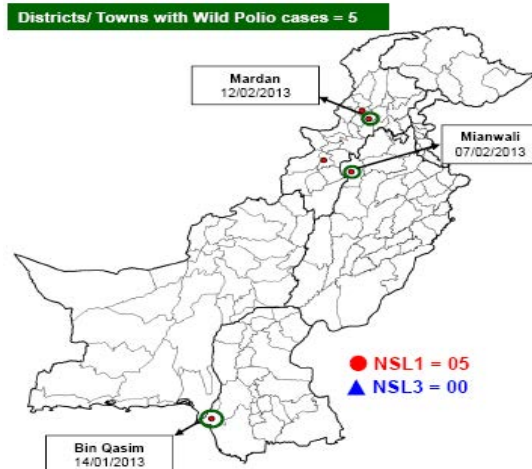 Districts/ Towns with Wild Polio cases = 5
Mardan
12/02/2013
Mianwali
07/02/2013
NSL1 = 05
NSL3 = 00
Bin Qasim
14/01/2013